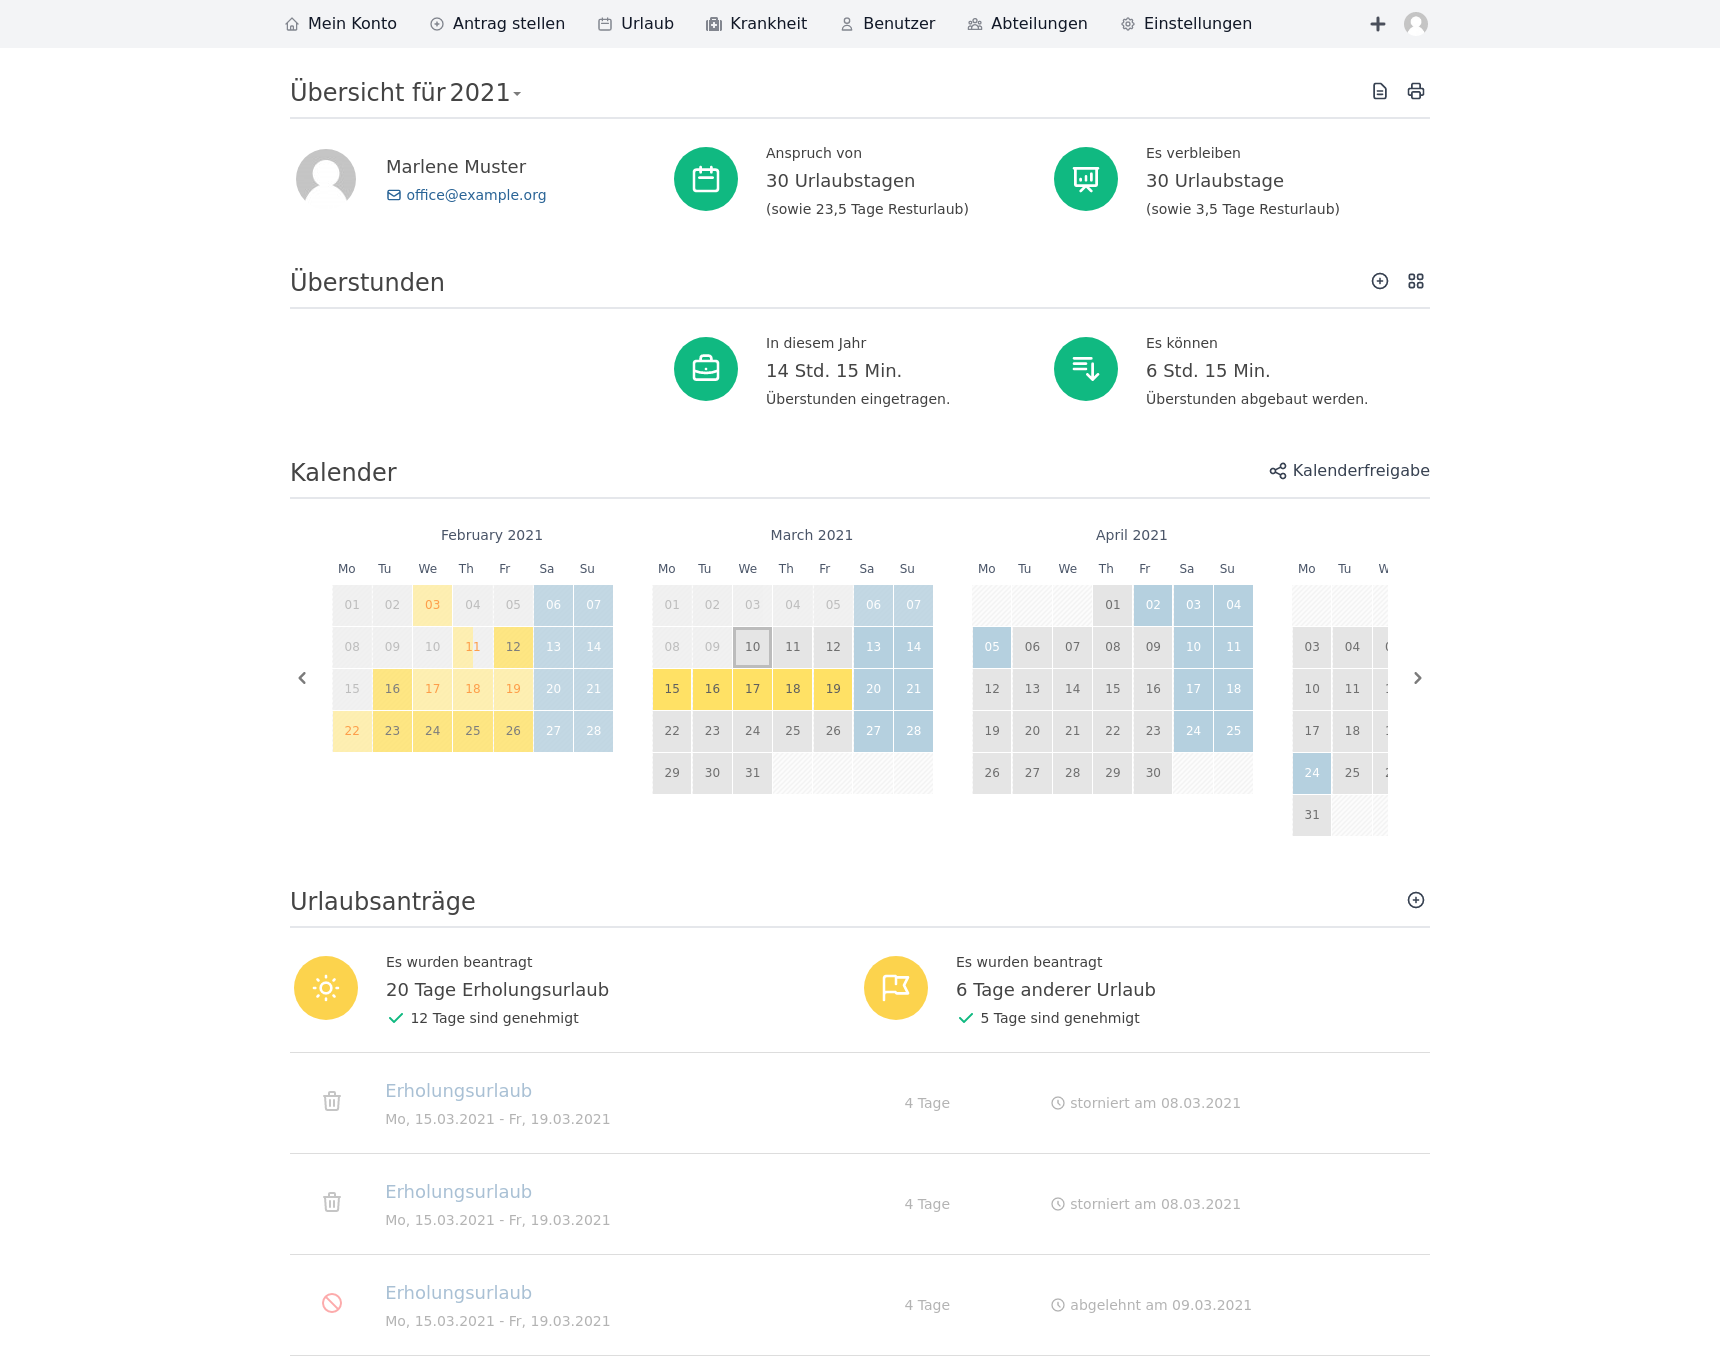 Mein Konto Antrag stellen Urlaub Krankheit Benutzer Abteilungen Einstellungen
Übersicht für 2021
Marlene Muster
office@example.org
Anspruch von
30 Urlaubstagen
(sowie 23,5 Tage Resturlaub)
Es verbleiben
30 Urlaubstage
(sowie 3,5 Tage Resturlaub)
Überstunden
In diesem Jahr
14 Std. 15 Min.
Überstunden eingetragen.
Es können
6 Std. 15 Min.
Überstunden abgebaut werden.
Kalender
Kalenderfreigabe
February 2021
Mo Tu We Th Fr Sa Su
01 02 03 04 05 06 07
08 09 10 11 12 13 14
15 16 17 18 19 20 21
22 23 24 25 26 27 28
March 2021
Mo Tu We Th Fr Sa Su
01 02 03 04 05 06 07
08 09 10 11 12 13 14
15 16 17 18 19 20 21
22 23 24 25 26 27 28
29 30 31
April 2021
Mo Tu We Th Fr Sa Su
01 02 03 04
05 06 07 08 09 10 11
12 13 14 15 16 17 18
19 20 21 22 23 24 25
26 27 28 29 30
Mo Tu
03 04
10 11
17 18
24 25
31
Urlaubsanträge
Es wurden beantragt
20 Tage Erholungsurlaub
12 Tage sind genehmigt
Es wurden beantragt
6 Tage anderer Urlaub
5 Tage sind genehmigt
Erholungsurlaub
Mo, 15.03.2021 - Fr, 19.03.2021
4 Tage
storniert am 08.03.2021
Erholungsurlaub
Mo, 15.03.2021 - Fr, 19.03.2021
4 Tage
storniert am 08.03.2021
Erholungsurlaub
Mo, 15.03.2021 - Fr, 19.03.2021
4 Tage
abgelehnt am 09.03.2021